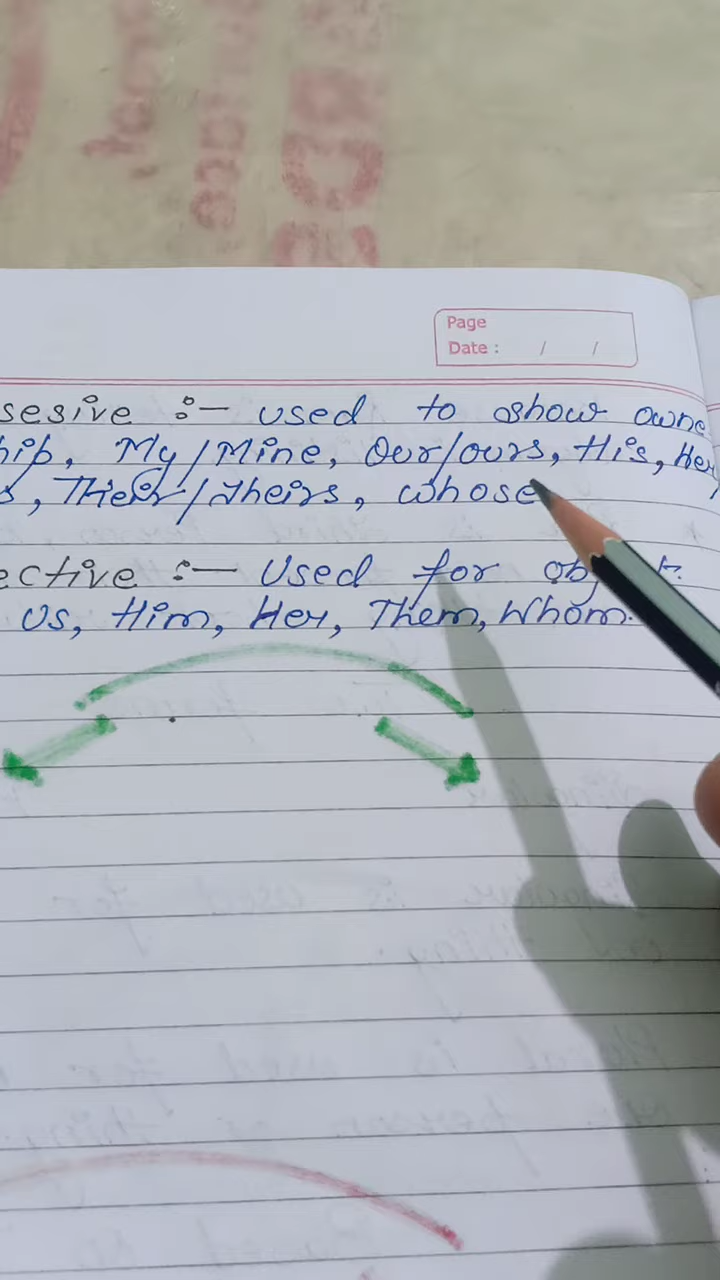 Page
Date : / /
sesive :- used to show owne
hip, My/Mine, Our/ours, His, Her
s, Their/Theirs, whose
ective :- Used for
Us, Him, Her, Them, Whom.